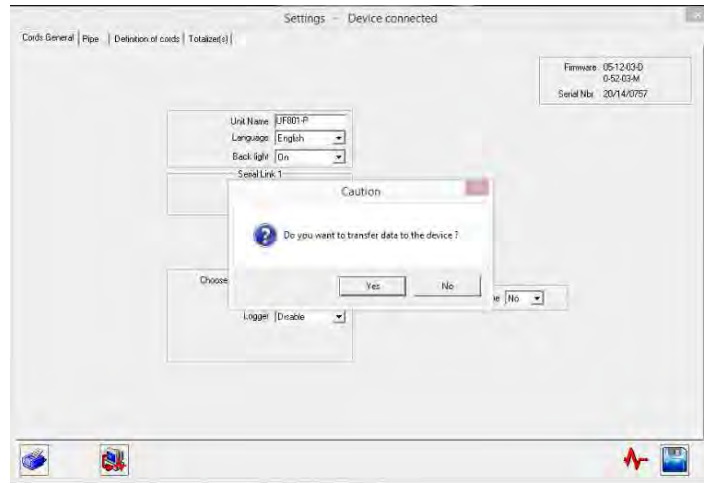 Settings - Device connected
Cords General | Pipe | Definition of cords | Totalizer(s)
Firmware 05-12-03-D
0-52-03-M
Serial Nbr 20/14/0757
Unit Name UF801-P
Language English
Back light On
Serial Link 1
Caution
Do you want to transfer data to the device ?
Yes No
Choose
No
Logger Disable